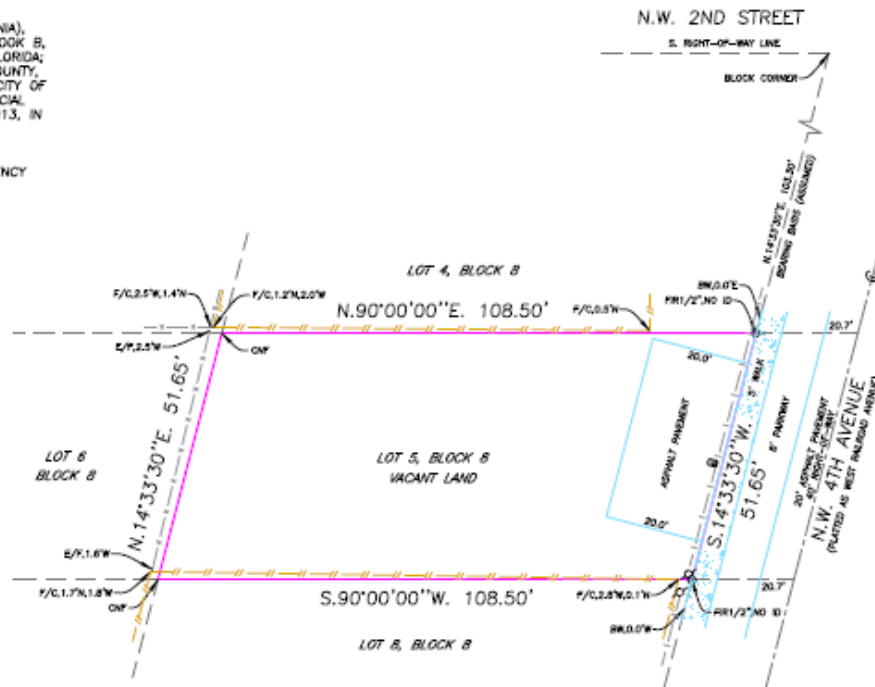 NIA),
OOK B,
LORIDA;
OUNTY,
CITY OF
CIAL
013, IN
ENCY
N.W. 2ND STREET
S. RIGHT-OF-WAY LINE
BLOCK CORNER
N.14°33'30"E. 103.50'
BEARING BASIS (ASSUMED)
LOT 4, BLOCK 8
F/C,2.5'W,1.4'N
F/C,1.2'N,2.0'W
N.90°00'00"E. 108.50'
F/C,0.5'N
BW,0.0'E
FIR1/2",NO ID
20.7'
E/F,2.5'W
CNF
20.0'
5' WALK
8' PARKWAY
N.14°33'30"E. 51.65'
LOT 6
BLOCK 8
LOT 5, BLOCK 8
VACANT LAND
ASPHALT PAVEMENT
S.14°33'30"W.
51.65'
20' ASPHALT PAVEMENT
40' RIGHT-OF-WAY
N.W. 4TH AVENUE
(PLATTED AS WEST RAILROAD AVENUE)
20.0'
E/F,1.6'W
F/C,1.7'N,1.8'W
CNF
S.90°00'00"W. 108.50'
F/C,2.8'W,0.1'N
20.7'
FIR1/2",NO ID
BW,0.0'W
LOT 8, BLOCK 8